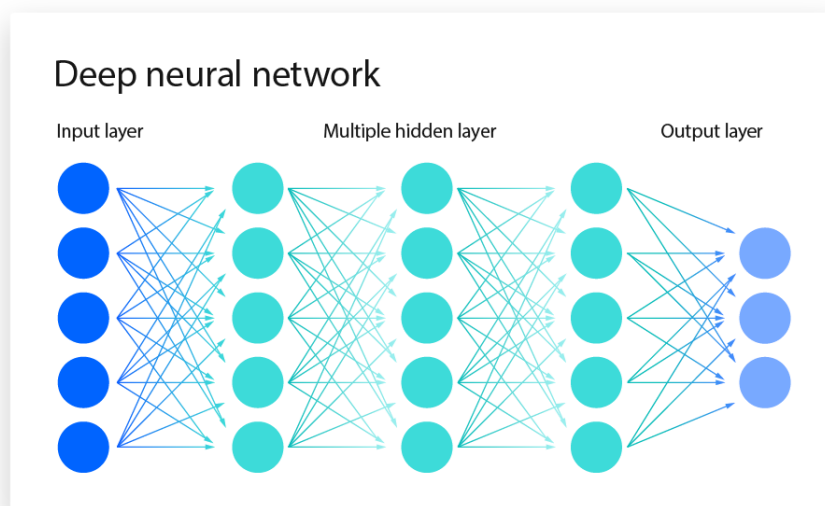 Deep neural network
Input layer
Multiple hidden layer
Output layer